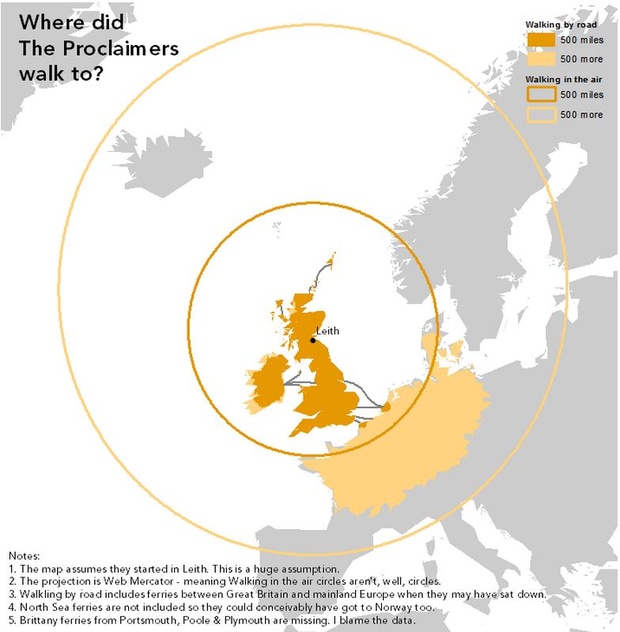 Where did
The Proclaimers
walk to?
Walking by road
500 miles
500 more
Walking in the air
500 miles
500 more
Leith
Notes:
1. The map assumes they started in Leith. This is a huge assumption.
2. The projection is Web Mercator - meaning Walking in the air circles aren't, well, circles.
3. Walkling by road includes ferries between Great Britain and mainland Europe when they may have sat down.
4. North Sea ferries are not included so they could conceivably have got to Norway too.
5. Brittany ferries from Portsmouth, Poole & Plymouth are missing. I blame the data.